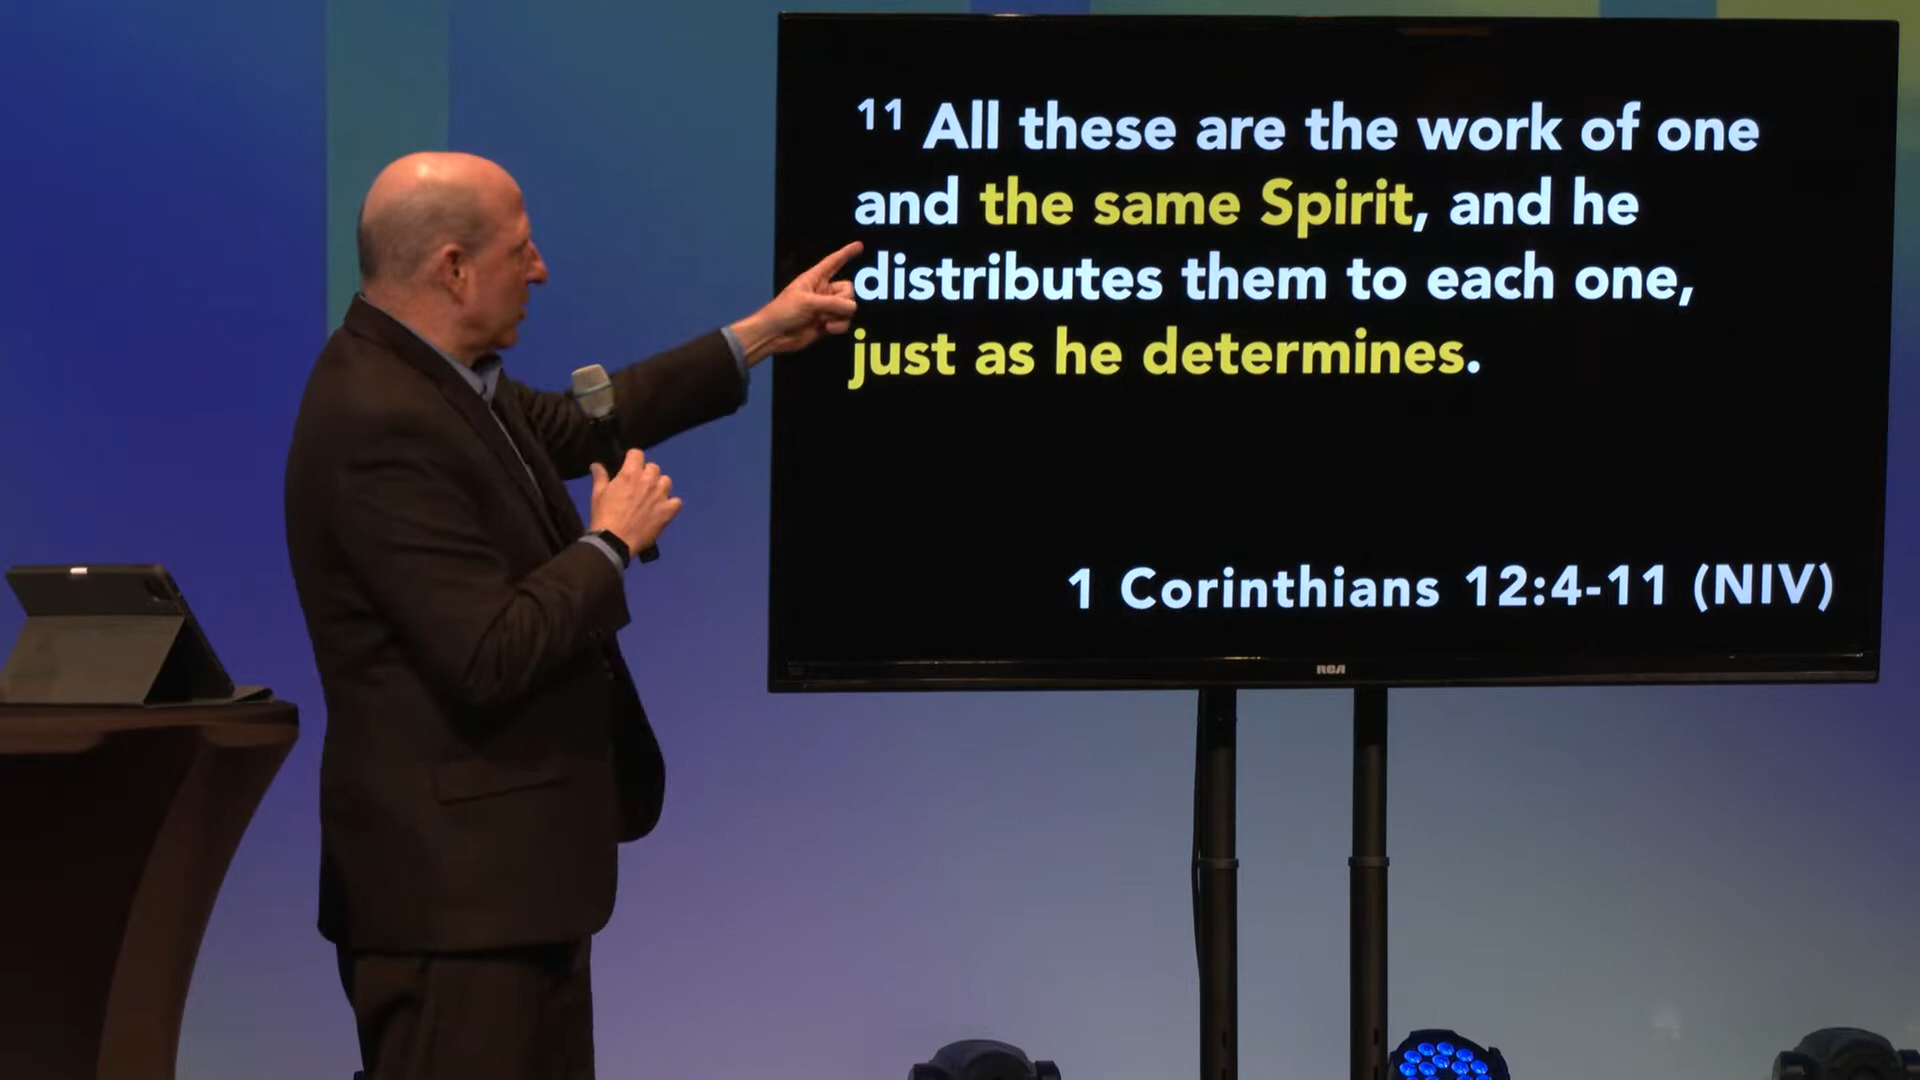 11 All these are the work of one
and the same Spirit, and he
distributes them to each one,
just as he determines.
1 Corinthians 12:4-11 (NIV)
RCA